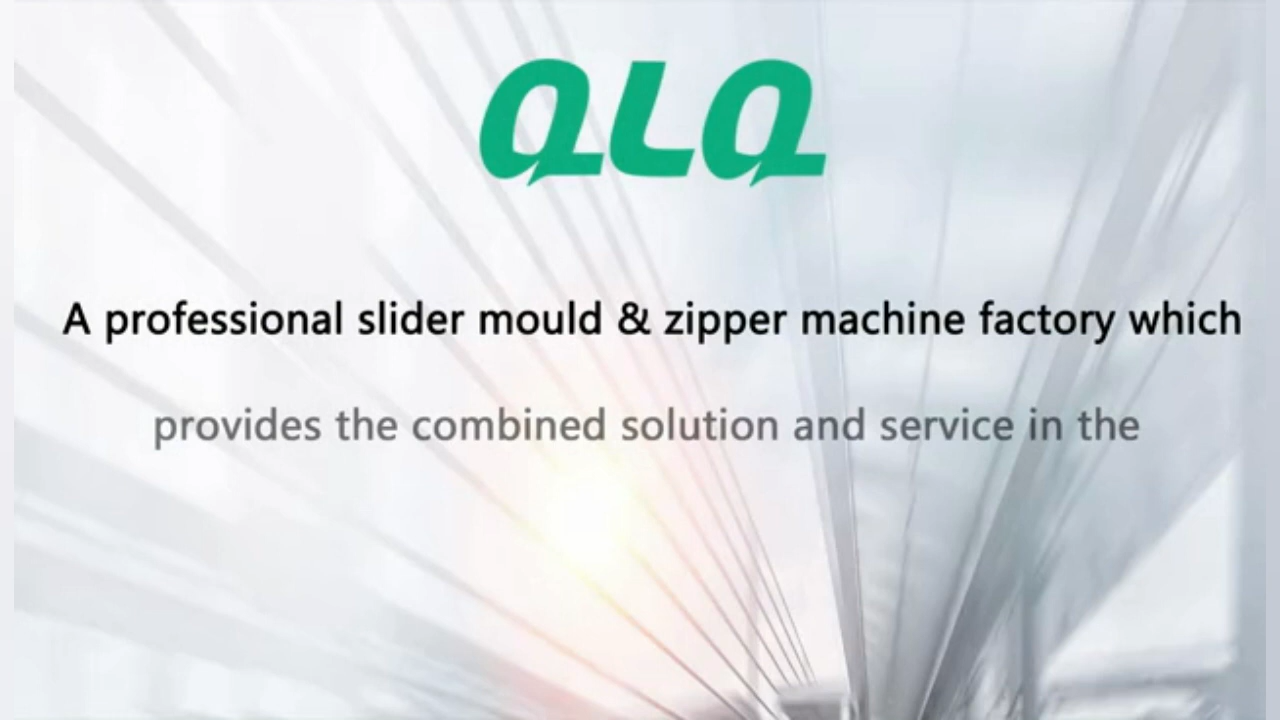 QLQ
A professional slider mould & zipper machine factory which
provides the combined solution and service in the